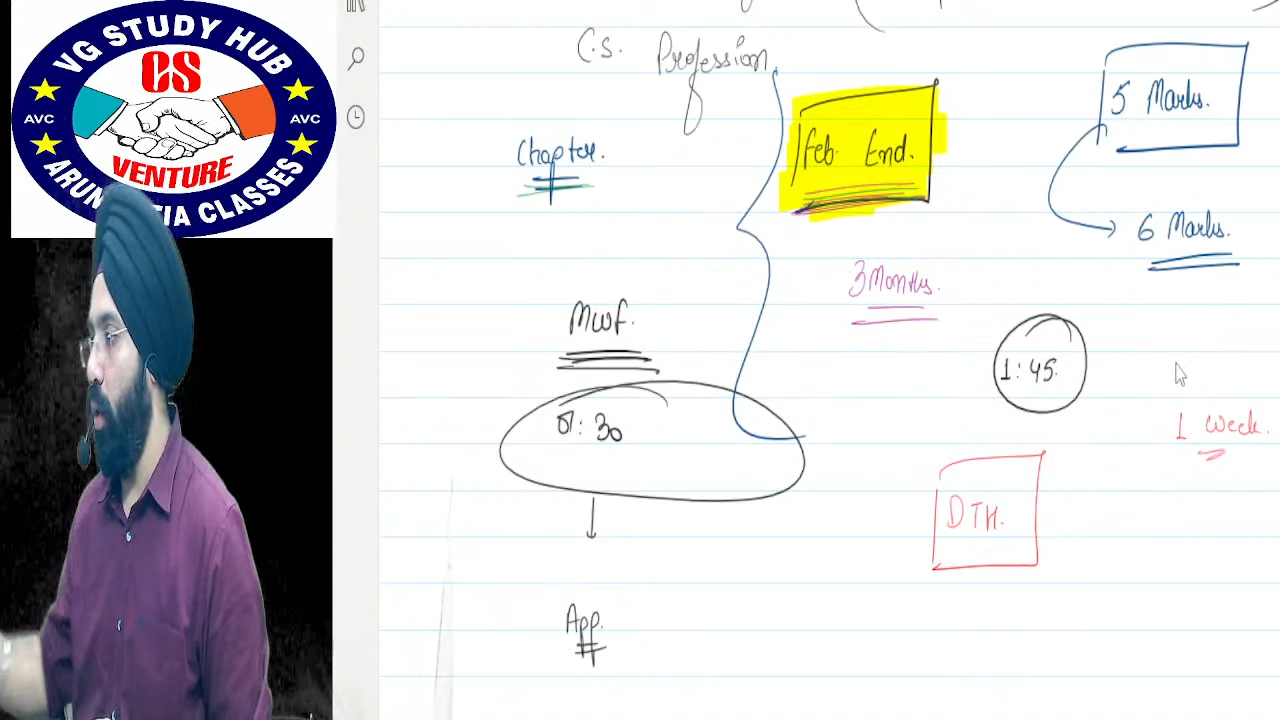 VG STUDY HUB
CS
AVC
AVC
VENTURE
CLASSES
C.S. Profession
Chapter.
Feb End.
5 Marks.
6 Marks.
3 Months.
MWF.
1:45.
: 30
1 Week.
DTH.
App.